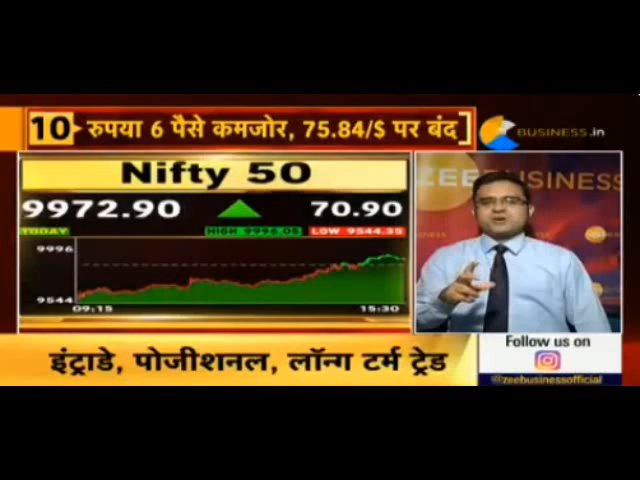 10 रुपया 6 पैसे कमजोर, 75.84/$ पर बंद
BUSINESS.in
Nifty 50
9972.90 70.90
TODAY HIGH 9996.05 LOW 9544.35
9996
9544
09:15 15:30
ZEE BUSINESS
इंट्राडे, पोजीशनल, लॉन्ग टर्म ट्रेड
Follow us on
@zeebusinessofficial